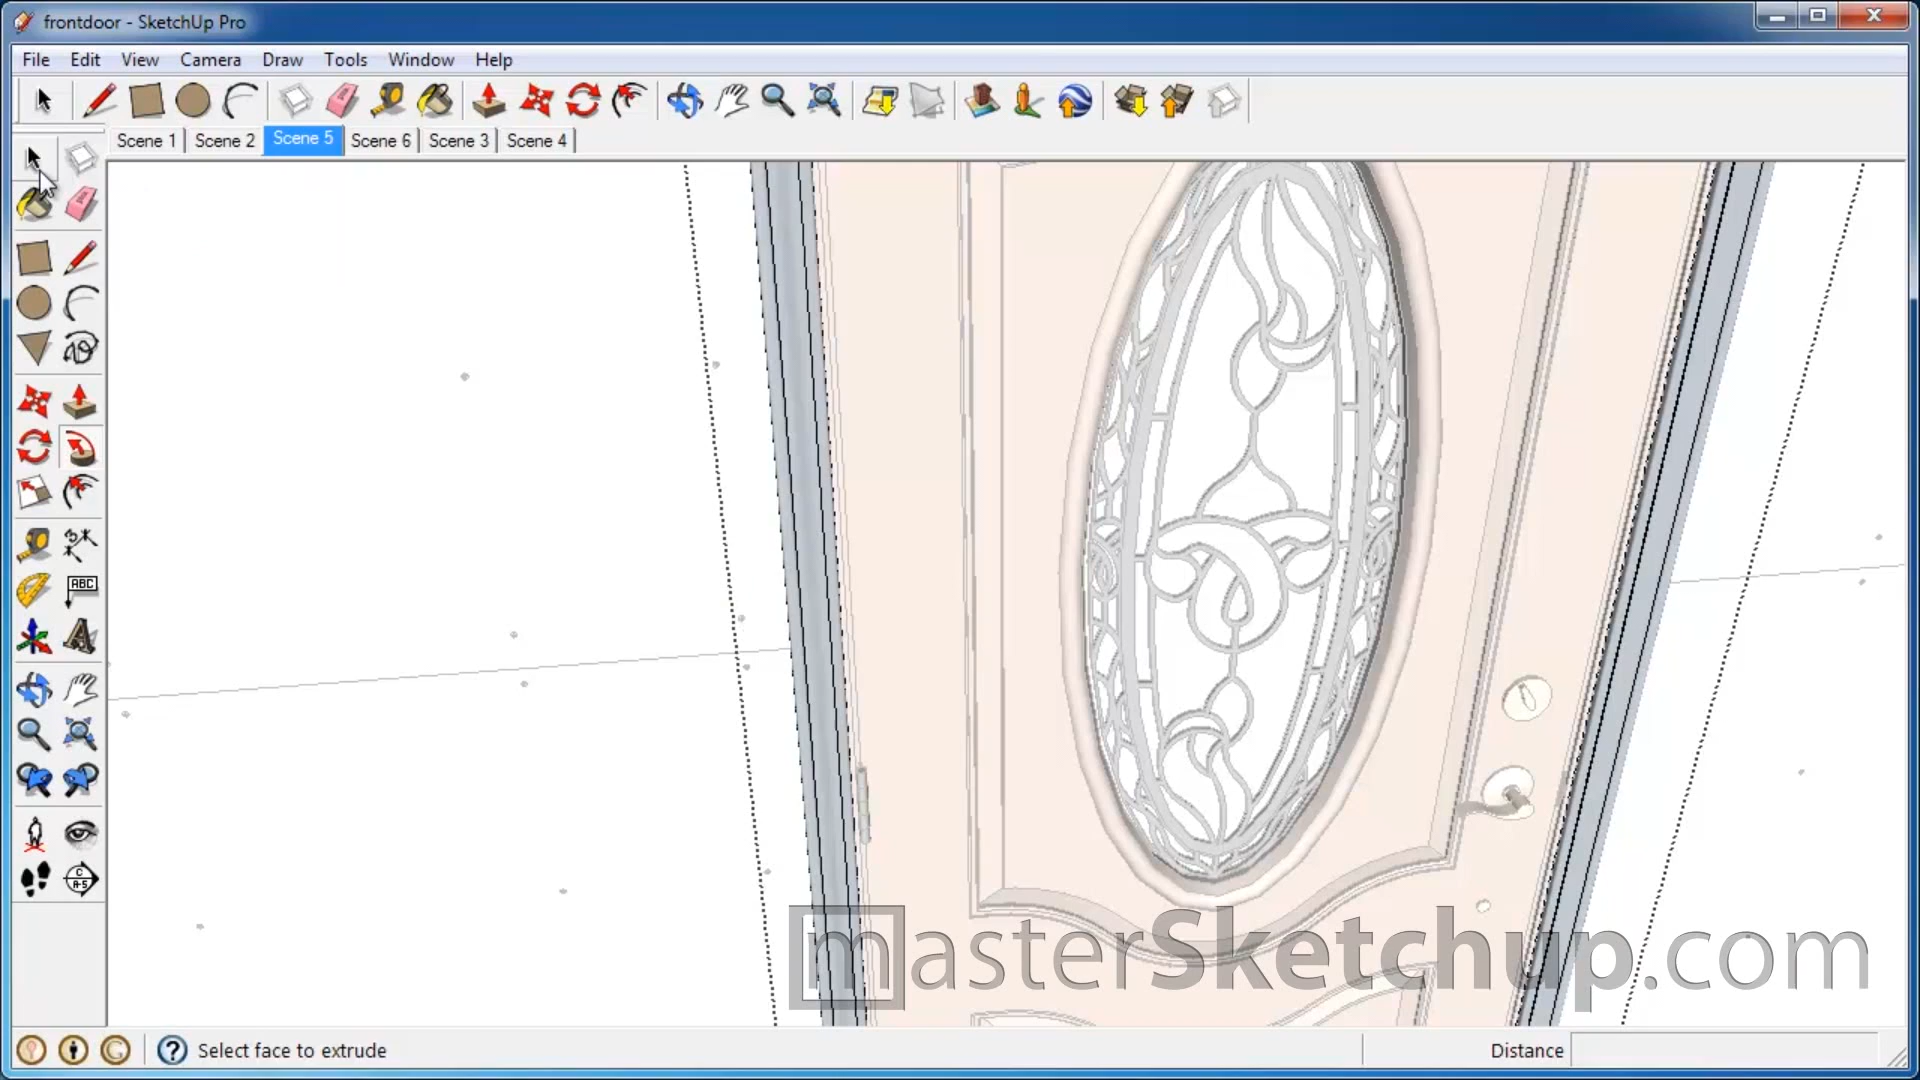 frontdoor - SketchUp Pro
File Edit View Camera Draw Tools Window Help
Scene 1 Scene 2 Scene 5 Scene 6 Scene 3 Scene 4
ABC
A
C
A-5
masterSketchup.com
Select face to extrude
Distance